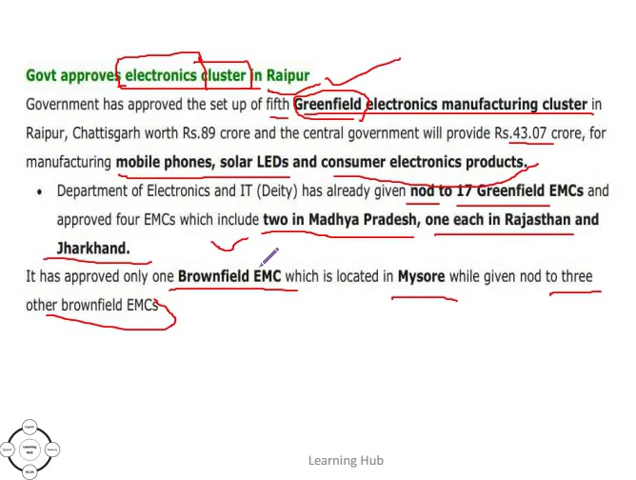 Govt approves electronics cluster in Raipur
Government has approved the set up of fifth Greenfield electronics manufacturing cluster in
Raipur, Chattisgarh worth Rs.89 crore and the central government will provide Rs.43.07 crore, for
manufacturing mobile phones, solar LEDs and consumer electronics products.
• Department of Electronics and IT (Deity) has already given nod to 17 Greenfield EMCs and
approved four EMCs which include two in Madhya Pradesh, one each in Rajasthan and
Jharkhand.
It has approved only one Brownfield EMC which is located in Mysore while given nod to three
other brownfield EMCs
Learning
Hub
Learning Hub